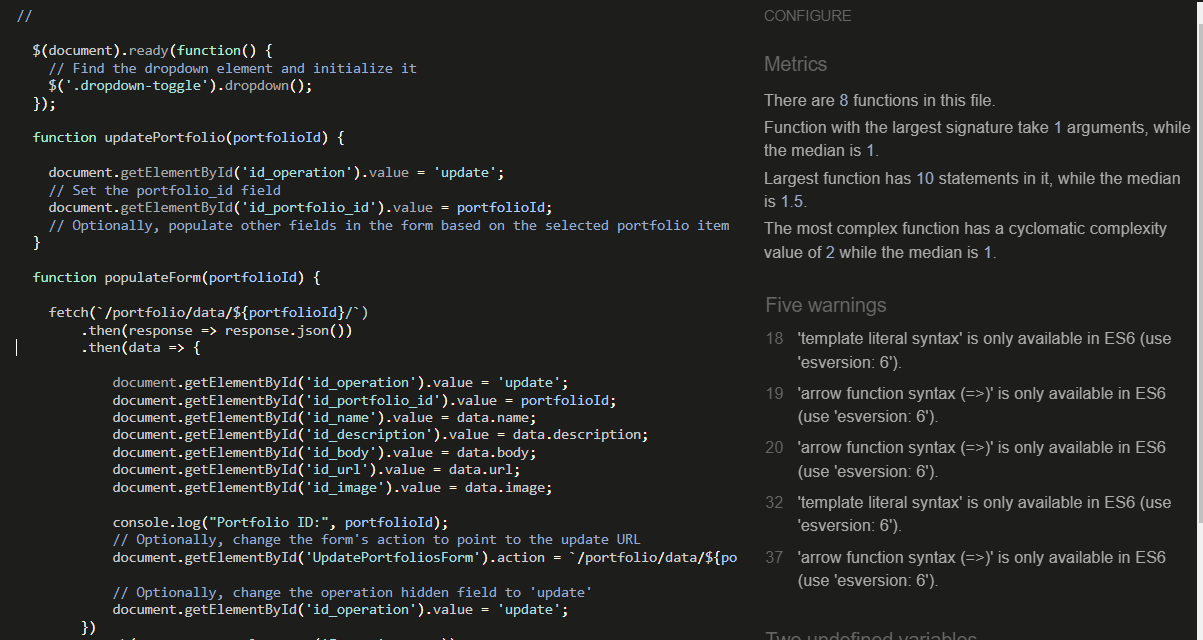 //
$(document).ready(function() {
// Find the dropdown element and initialize it
$('.dropdown-toggle').dropdown();
});
function updatePortfolio(portfolioId) {
document.getElementById('id_operation').value = 'update';
// Set the portfolio_id field
document.getElementById('id_portfolio_id').value = portfolioId;
// Optionally, populate other fields in the form based on the selected portfolio item
}
function populateForm(portfolioId) {
fetch(`/portfolio/data/${portfolioId}/`)
.then(response => response.json())
.then(data => {
document.getElementById('id_operation').value = 'update';
document.getElementById('id_portfolio_id').value = portfolioId;
document.getElementById('id_name').value = data.name;
document.getElementById('id_description').value = data.description;
document.getElementById('id_body').value = data.body;
document.getElementById('id_url').value = data.url;
document.getElementById('id_image').value = data.image;
console.log("Portfolio ID:", portfolioId);
// Optionally, change the form's action to point to the update URL
document.getElementById('UpdatePortfoliosForm').action = `/portfolio/data/${po
// Optionally, change the operation hidden field to 'update'
document.getElementById('id_operation').value = 'update';
})
CONFIGURE
Metrics
There are 8 functions in this file.
Function with the largest signature take 1 arguments, while
the median is 1.
Largest function has 10 statements in it, while the median
is 1.5.
The most complex function has a cyclomatic complexity
value of 2 while the median is 1.
Five warnings
18 'template literal syntax' is only available in ES6 (use
'esversion: 6').
19 'arrow function syntax (=>)' is only available in ES6
(use 'esversion: 6').
20 'arrow function syntax (=>)' is only available in ES6
(use 'esversion: 6').
32 'template literal syntax' is only available in ES6 (use
'esversion: 6').
37 'arrow function syntax (=>)' is only available in ES6
(use 'esversion: 6').
Two undefined variables